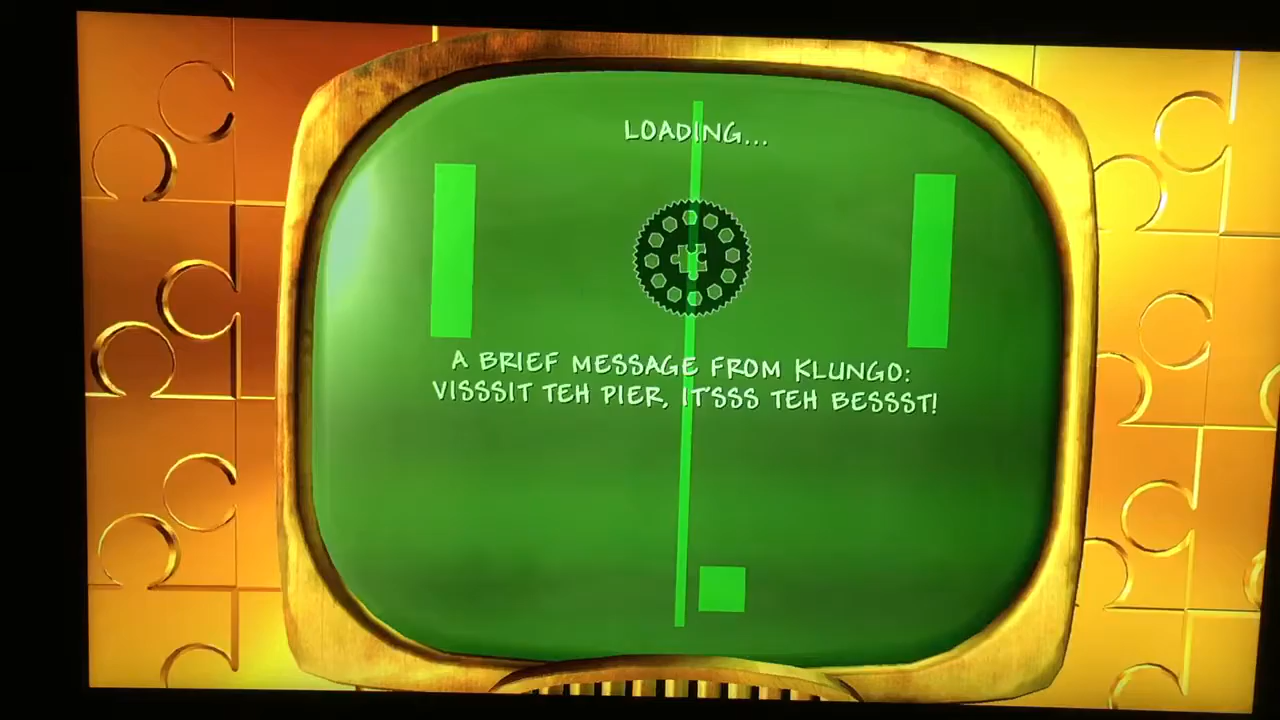 LOADING...
A BRIEF MESSAGE FROM KLUNGO:
VISSSIT TEH PIER, IT'SSS TEH BESSST!